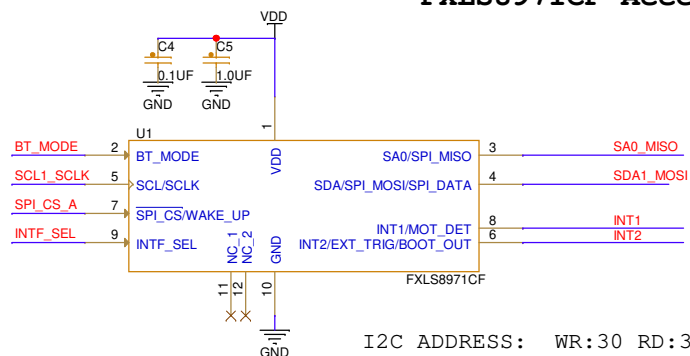 FXLS8971CF Acce
VDD
C4
C5
0.1UF
1.0UF
GND
GND
U1
1
BT_MODE
2
BT_MODE
VDD
SA0/SPI_MISO
3
SA0_MISO
SCL1_SCLK
5
SCL/SCLK
SDA/SPI_MOSI/SPI_DATA
4
SDA1_MOSI
SPI_CS_A
7
SPI_CS/WAKE_UP
INT1/MOT_DET
8
INT1
INTF_SEL
9
INTF_SEL
INT2/EXT_TRIG/BOOT_OUT
6
INT2
NC_1
NC_2
GND
11
12
10
FXLS8971CF
GND
I2C ADDRESS: WR:30 RD:3